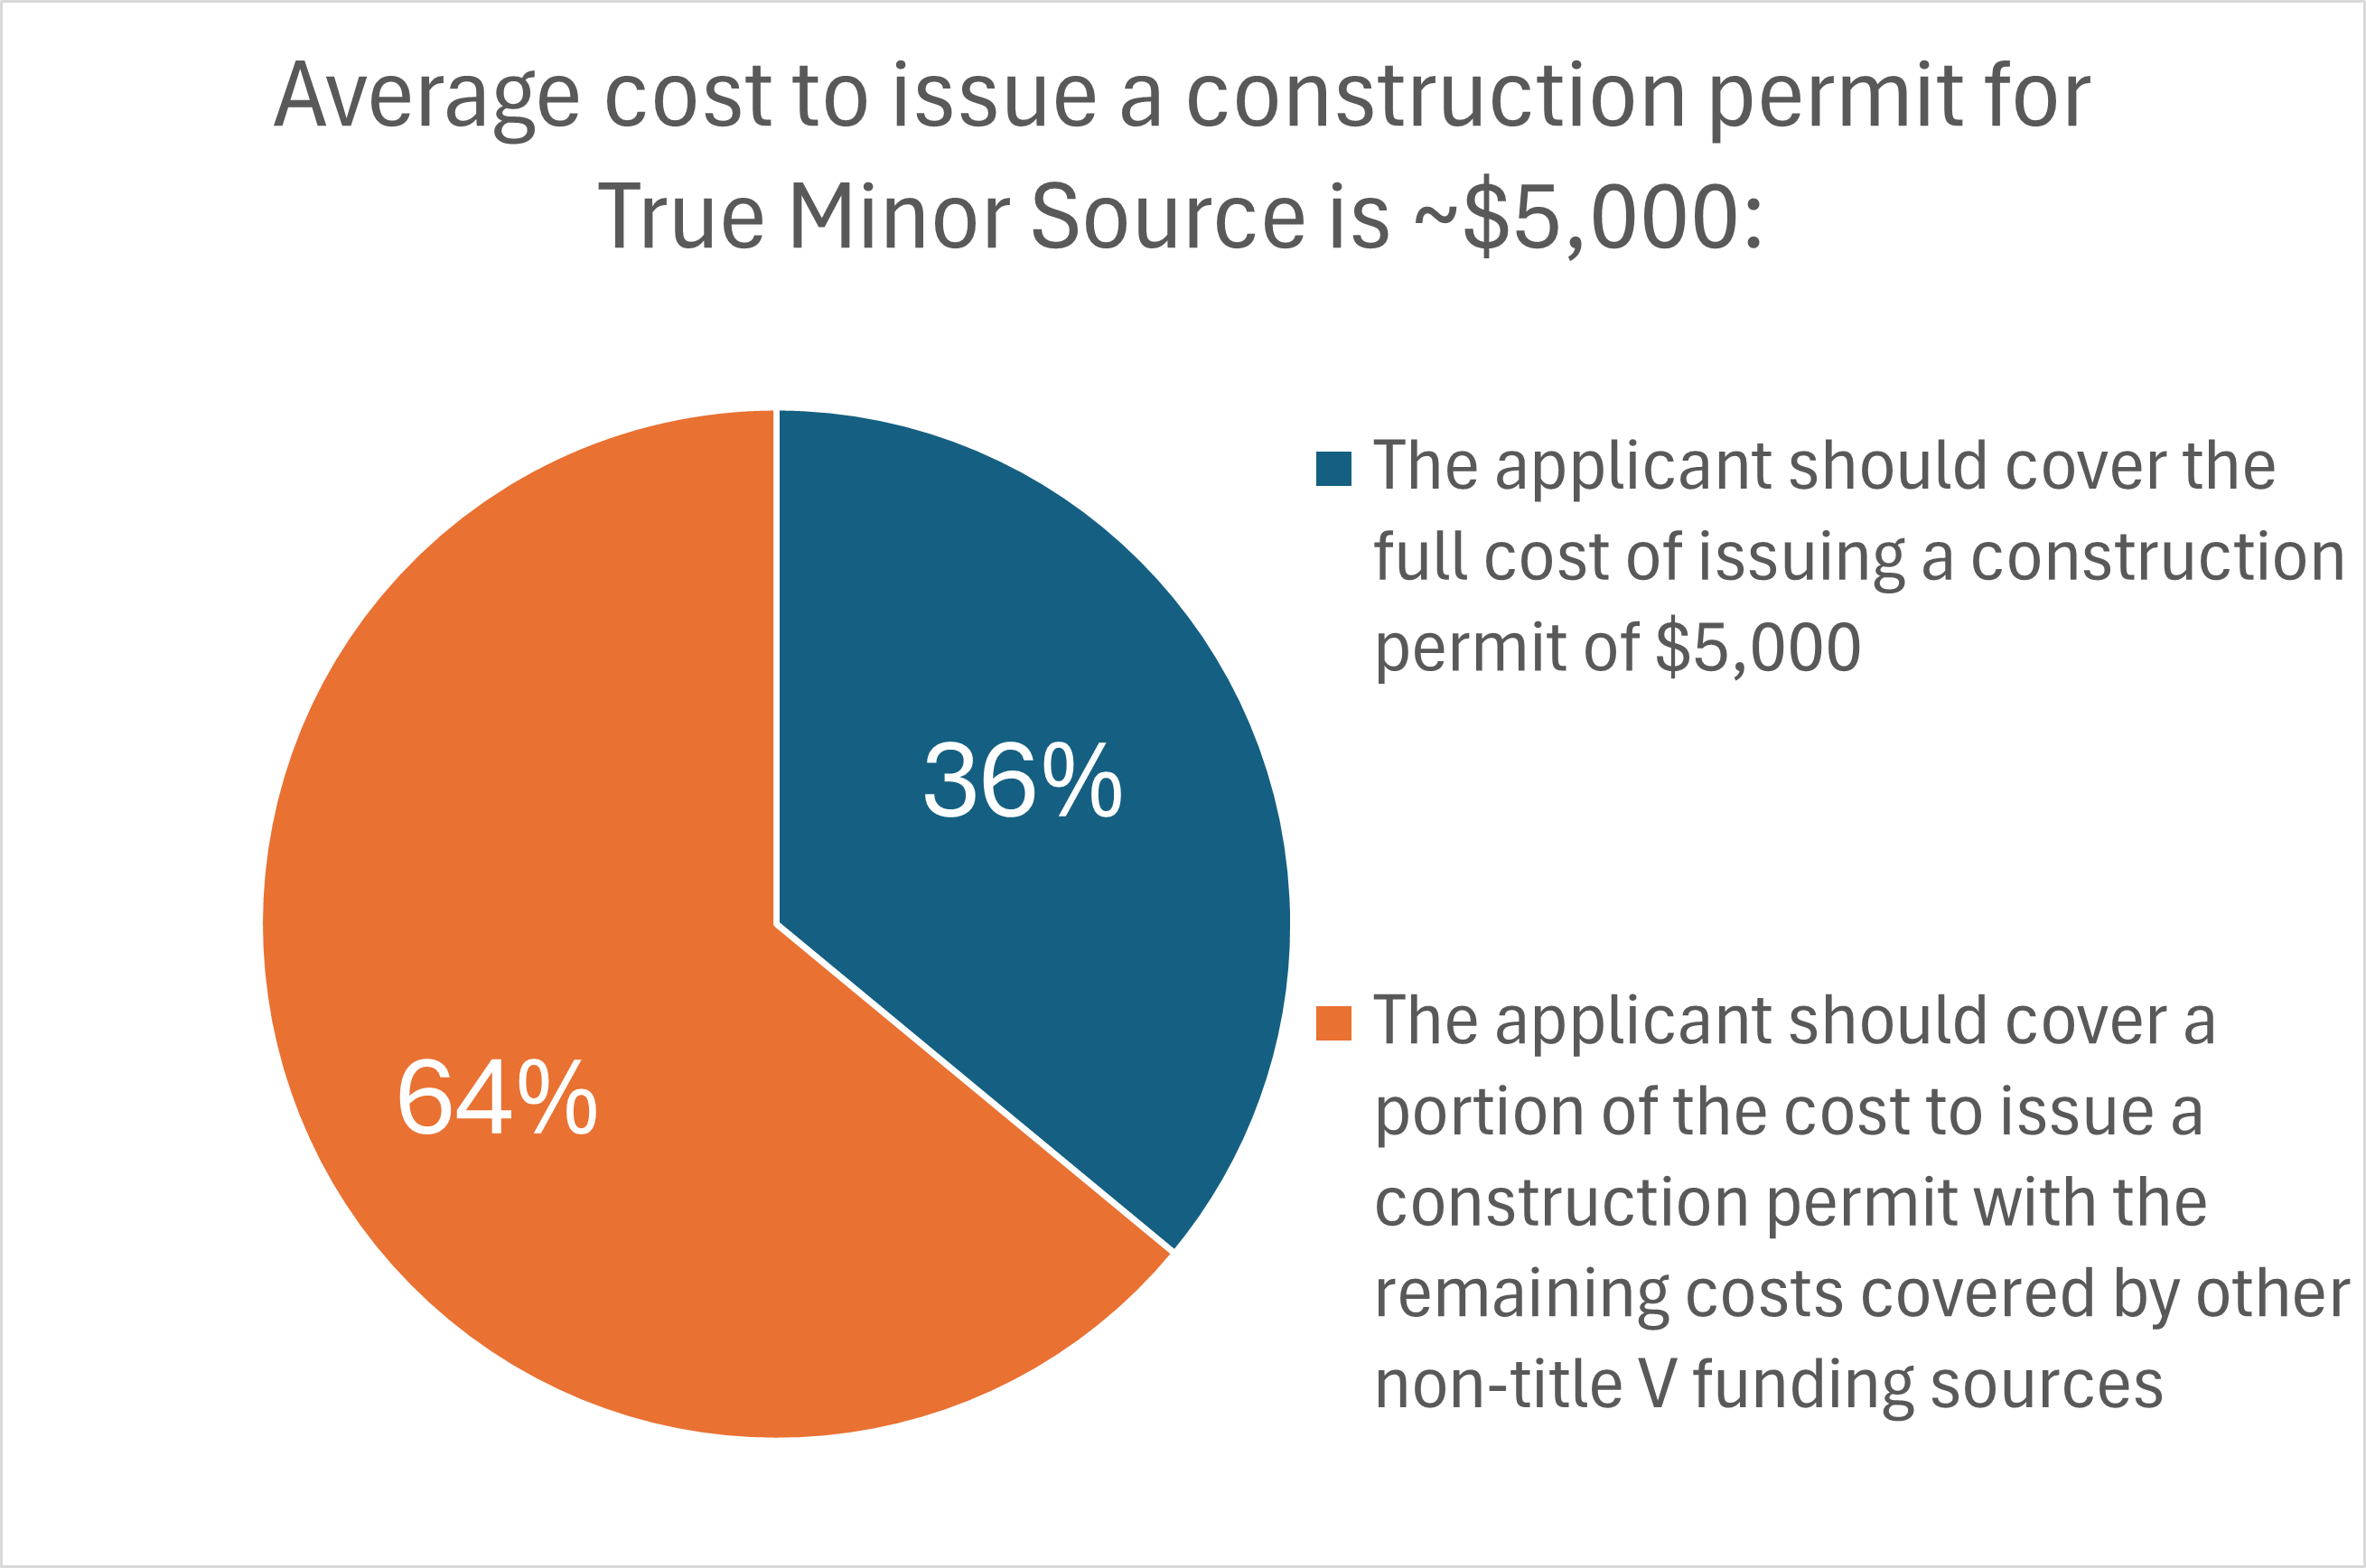 Average cost to issue a construction permit for
True Minor Source is ~$5,000:
36%
64%
The applicant should cover the
full cost of issuing a construction
permit of $5,000
The applicant should cover a
portion of the cost to issue a
construction permit with the
remaining costs covered by other
non-title V funding sources